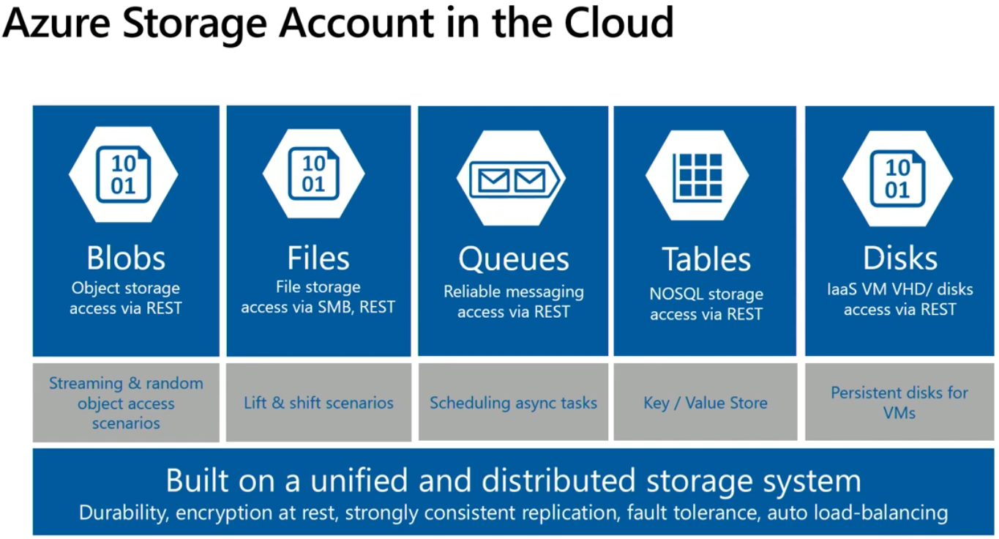 Azure Storage Account in the Cloud
10
01
Blobs
Object storage
access via REST
10
01
Files
File storage
access via SMB, REST
Queues
Reliable messaging
access via REST
Tables
NOSQL storage
access via REST
10
01
Disks
IaaS VM VHD/ disks
access via REST
Streaming & random
object access
scenarios
Lift & shift scenarios
Scheduling async tasks
Key / Value Store
Persistent disks for
VMs
Built on a unified and distributed storage system
Durability, encryption at rest, strongly consistent replication, fault tolerance, auto load-balancing